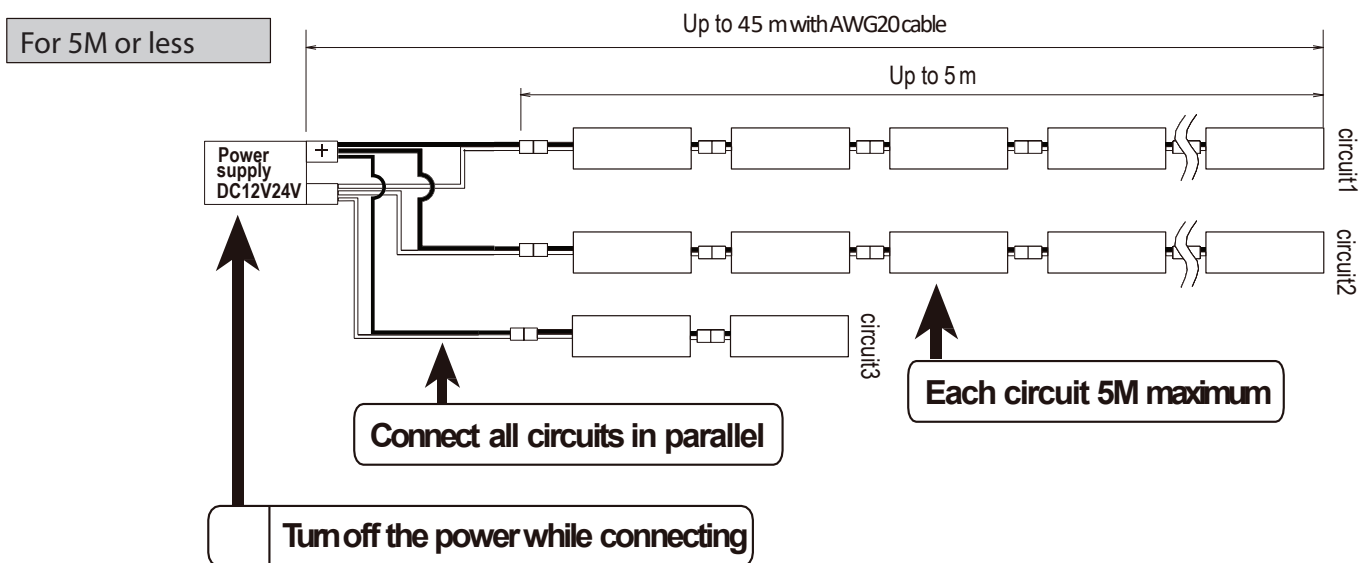 For 5M or less
Up to 45 m with AWG20 cable
Up to 5 m
Power
supply
DC12V24V
+
circuit1
circuit2
circuit3
Each circuit 5M maximum
Connect all circuits in parallel
Turn off the power while connecting